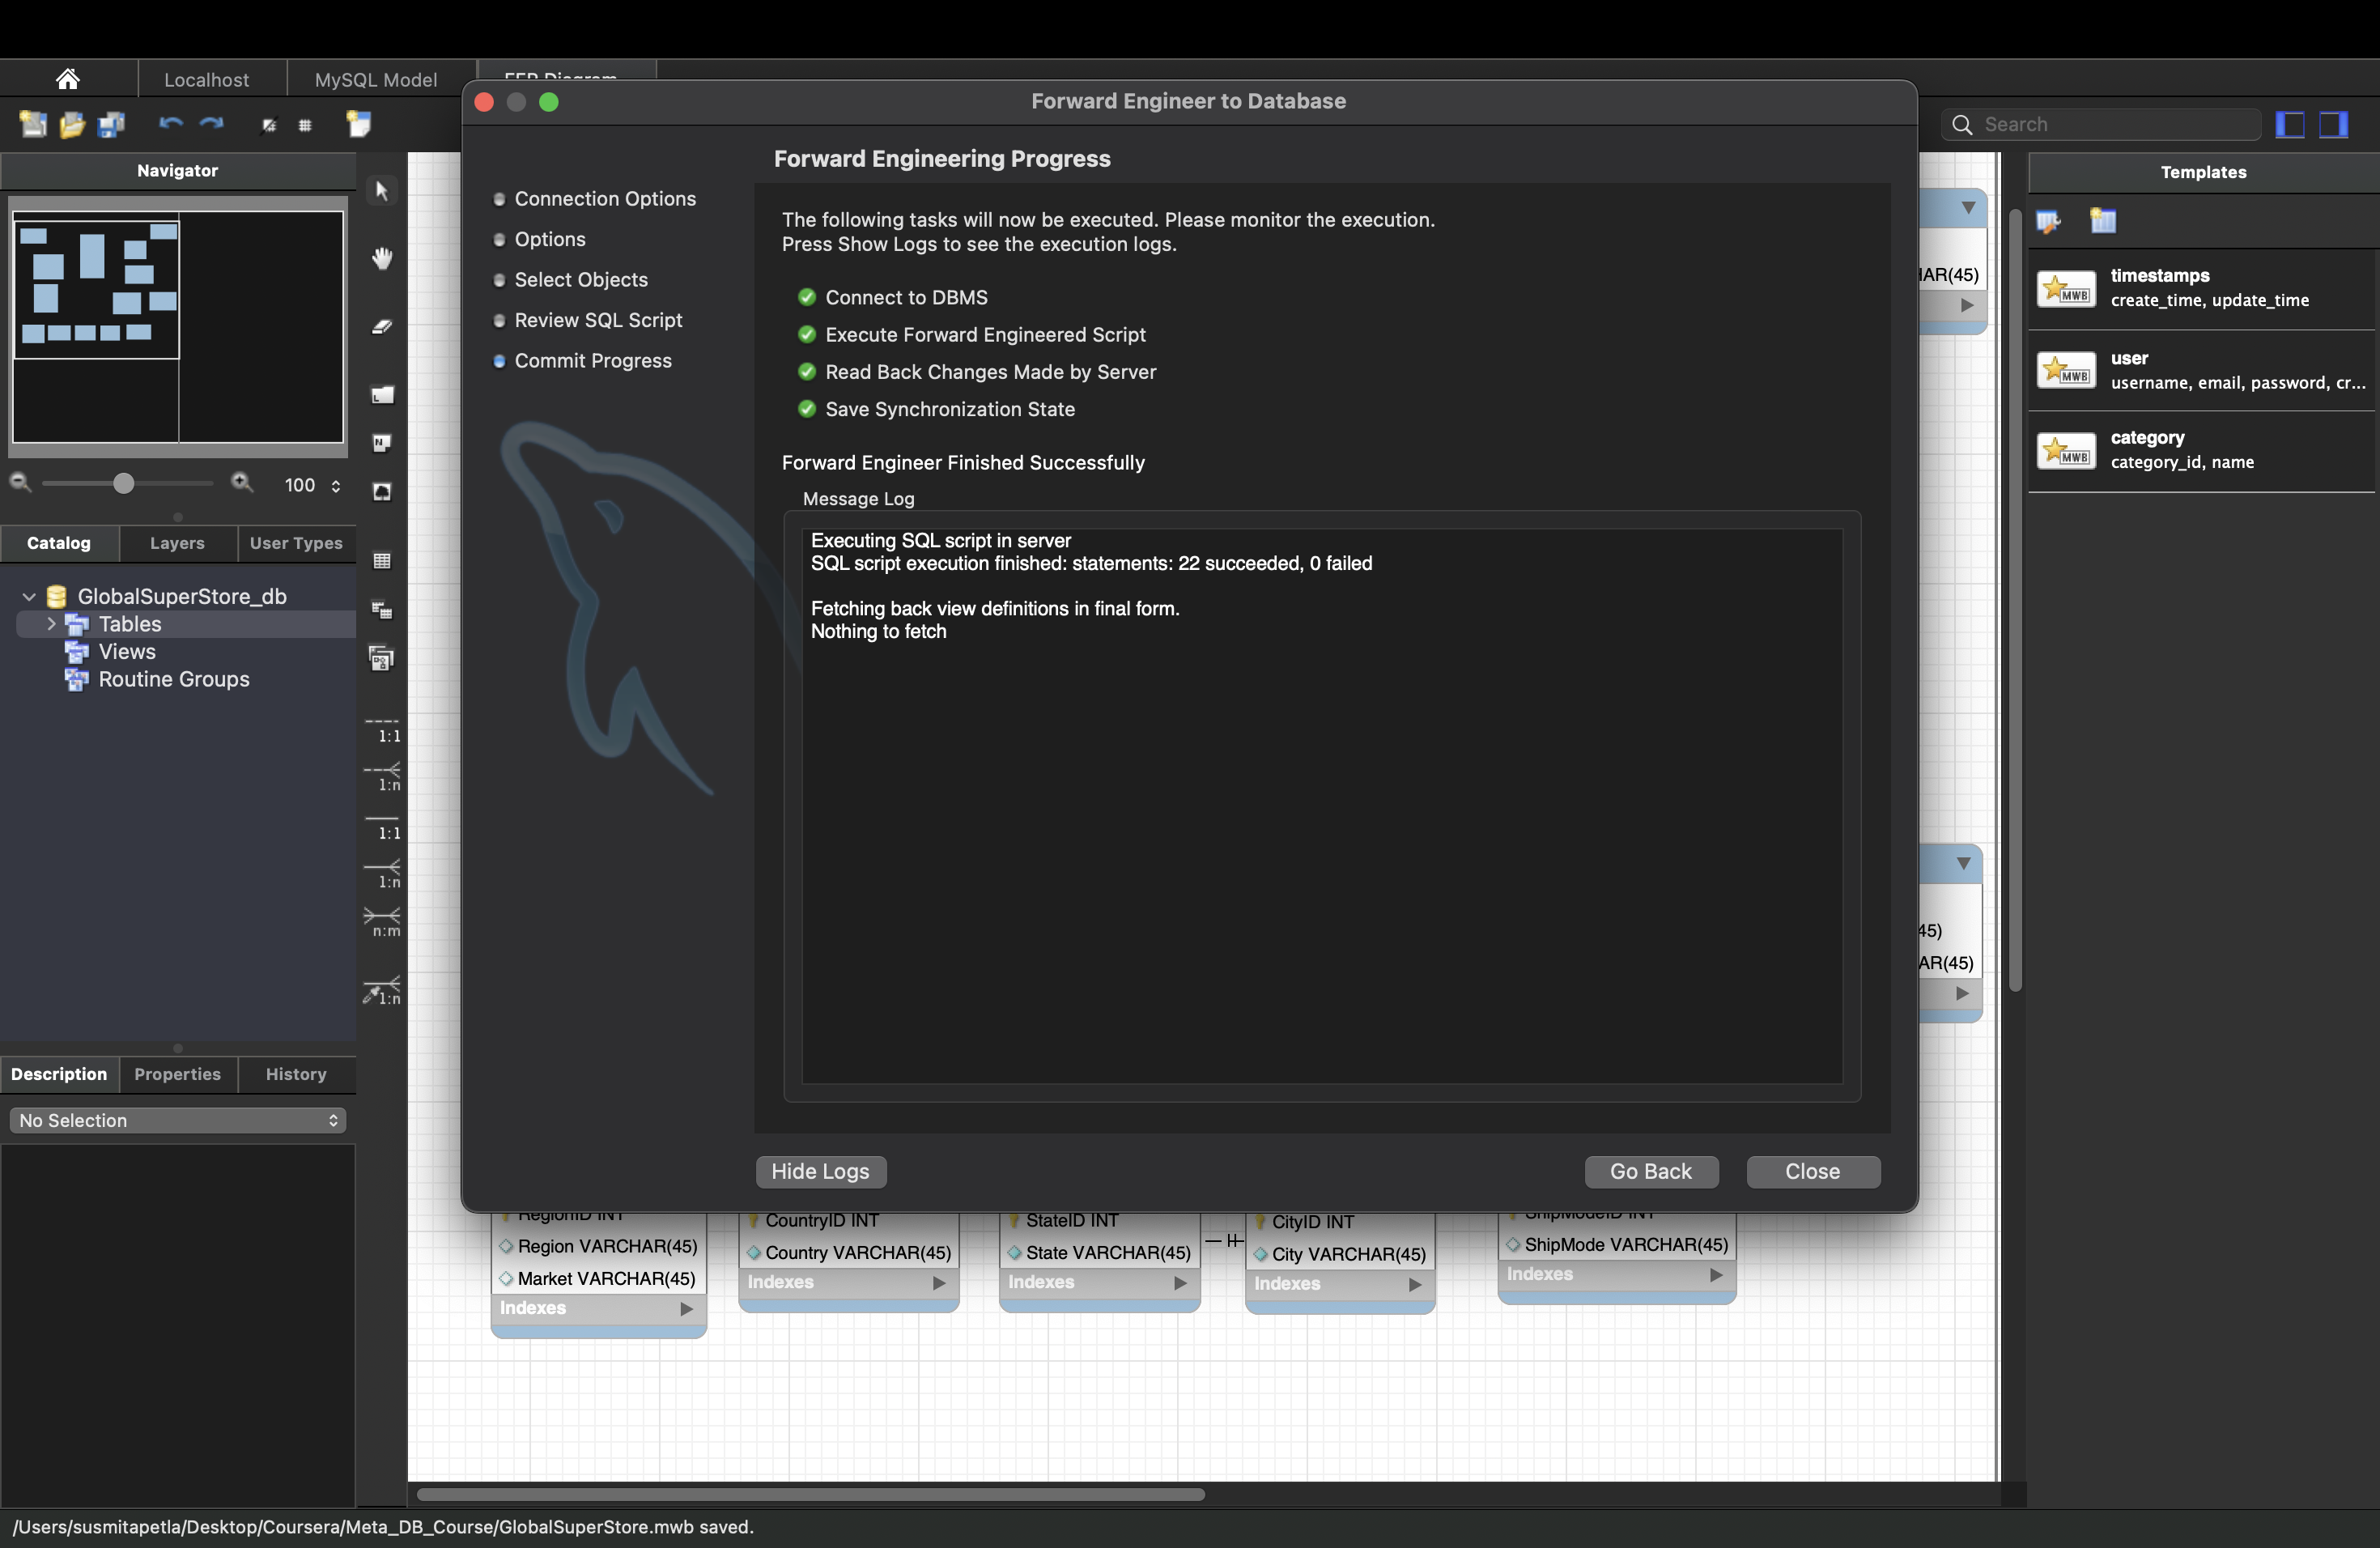 Localhost
MySQL Model
EER Diagram
Forward Engineer to Database
Search
Navigator
100
Catalog
Layers
User Types
GlobalSuperStore_db
Tables
Views
Routine Groups
Description
Properties
History
No Selection
L
N
1:1
1:n
1:1
1:n
n:m
1:n
Connection Options
Options
Select Objects
Review SQL Script
Commit Progress
Forward Engineering Progress
The following tasks will now be executed. Please monitor the execution.
Press Show Logs to see the execution logs.
Connect to DBMS
Execute Forward Engineered Script
Read Back Changes Made by Server
Save Synchronization State
Forward Engineer Finished Successfully
Message Log
Executing SQL script in server
SQL script execution finished: statements: 22 succeeded, 0 failed
Fetching back view definitions in final form.
Nothing to fetch
Hide Logs
Go Back
Close
HAR(45)
45)
AR(45)
RegionID INT
Region VARCHAR(45)
Market VARCHAR(45)
Indexes
CountryID INT
Country VARCHAR(45)
Indexes
StateID INT
State VARCHAR(45)
Indexes
CityID INT
City VARCHAR(45)
Indexes
ShipModeID INT
ShipMode VARCHAR(45)
Indexes
Templates
MWB
timestamps
create_time, update_time
MWB
user
username, email, password, cr...
MWB
category
category_id, name
/Users/susmitapetla/Desktop/Coursera/Meta_DB_Course/GlobalSuperStore.mwb saved.